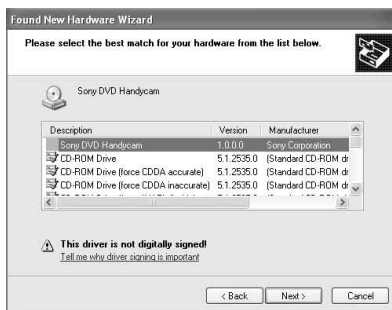 Found New Hardware Wizard
Please select the best match for your hardware from the list below.
Sony DVD Handycam
Description Version Manufacturer
Sony DVD Handycam 1.0.0.0 Sony Corporation
CD-ROM Drive 5.1.2535.0 (Standard CD-ROM dr
CD-ROM Drive (force CDDA accurate) 5.1.2535.0 (Standard CD-ROM dr
CD-ROM Drive (force CDDA inaccurate) 5.1.2535.0 (Standard CD-ROM dr
This driver is not digitally signed!
Tell me why driver signing is important
< Back Next > Cancel